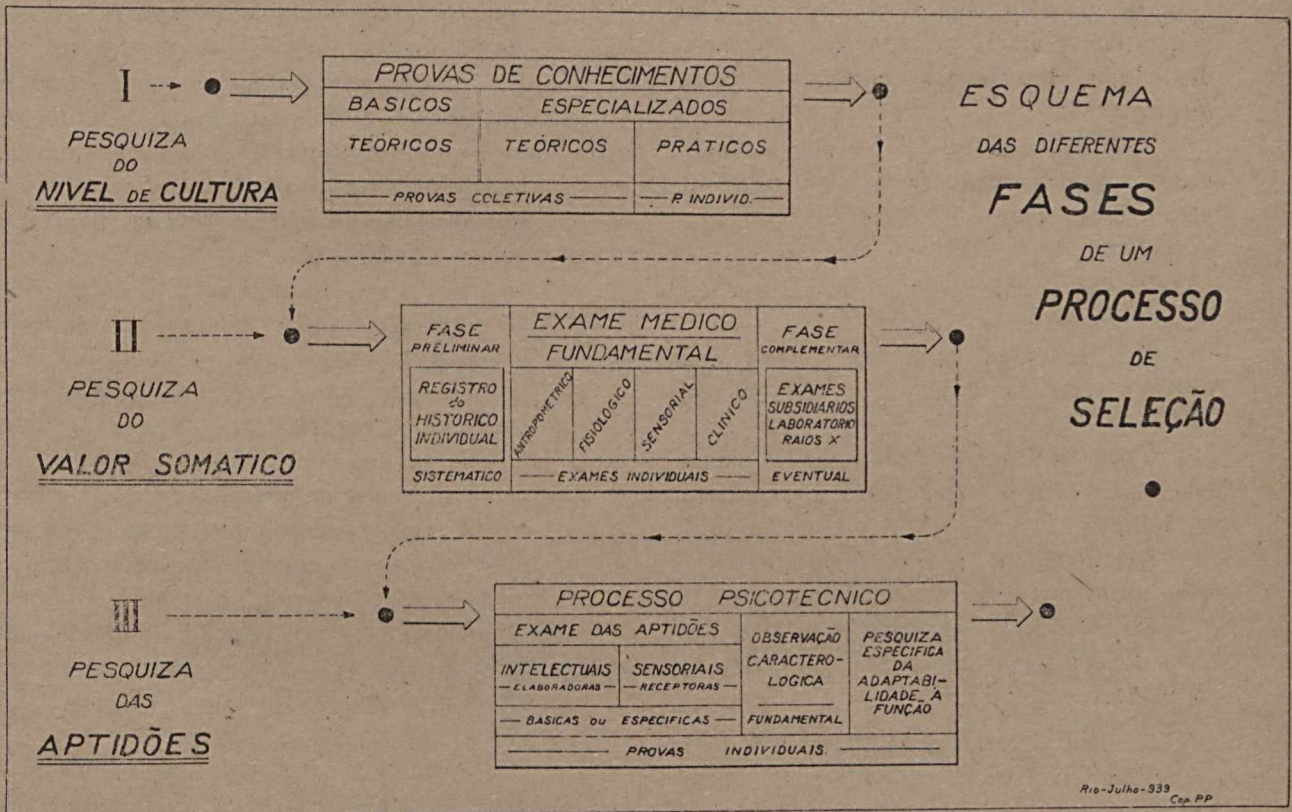 ESQUEMA
DAS DIFERENTES
FASES
DE UM
PROCESSO
DE
SELEÇÃO
I
PESQUIZA
DO
NIVEL DE CULTURA
PROVAS DE CONHECIMENTOS
BASICOS ESPECIALIZADOS
TEÓRICOS TEÓRICOS PRATICOS
PROVAS COLETIVAS P. INDIVID.
II
PESQUIZA
DO
VALOR SOMATICO
FASE
PRELIMINAR
REGISTRO
do
HISTORICO
INDIVIDUAL
SISTEMATICO
EXAME MEDICO
FUNDAMENTAL
ANTROPOMÉTRICO
FISIOLOGICO
SENSORIAL
CLINICO
EXAMES INDIVIDUAIS
FASE
COMPLEMENTAR
EXAMES
SUBSIDIÁRIOS
LABORATORIO
RAIOS X
EVENTUAL
III
PESQUIZA
DAS
APTIDÕES
PROCESSO PSICOTECNICO
EXAME DAS APTIDÕES
INTELECTUAIS
ELABORADORAS
SENSORIAIS
RECEPTORAS
BASICAS OU ESPECIFICAS
OBSERVAÇÃO
CARACTERO-
LOGICA
FUNDAMENTAL
PESQUIZA
ESPECIFICA
DA
ADAPTABI-
LIDADE À
FUNÇÃO
PROVAS INDIVIDUAIS
Rio-Julho-939
Cap. PP